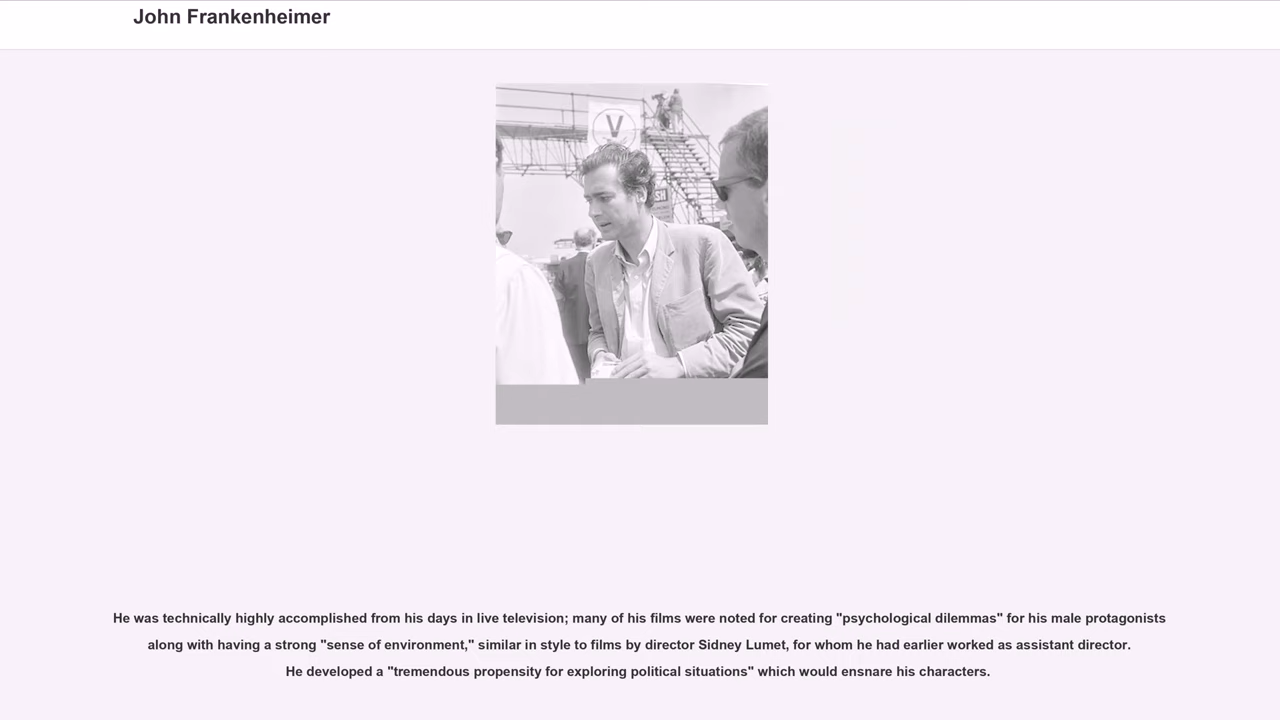 John Frankenheimer
V
SH
He was technically highly accomplished from his days in live television; many of his films were noted for creating "psychological dilemmas" for his male protagonists
along with having a strong "sense of environment," similar in style to films by director Sidney Lumet, for whom he had earlier worked as assistant director.
He developed a "tremendous propensity for exploring political situations" which would ensnare his characters.